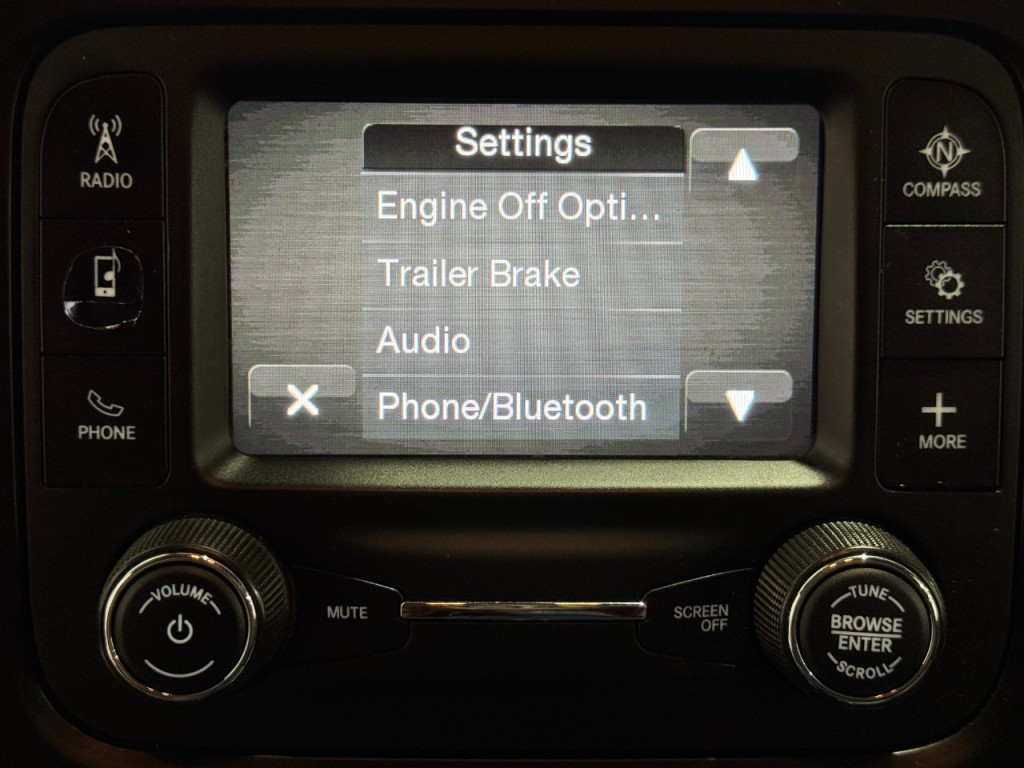 Settings
Engine Off Opti...
Trailer Brake
Audio
Phone/Bluetooth
RADIO
PHONE
N
COMPASS
SETTINGS
MORE
VOLUME
MUTE
SCREEN
OFF
TUNE
BROWSE
ENTER
SCROLL